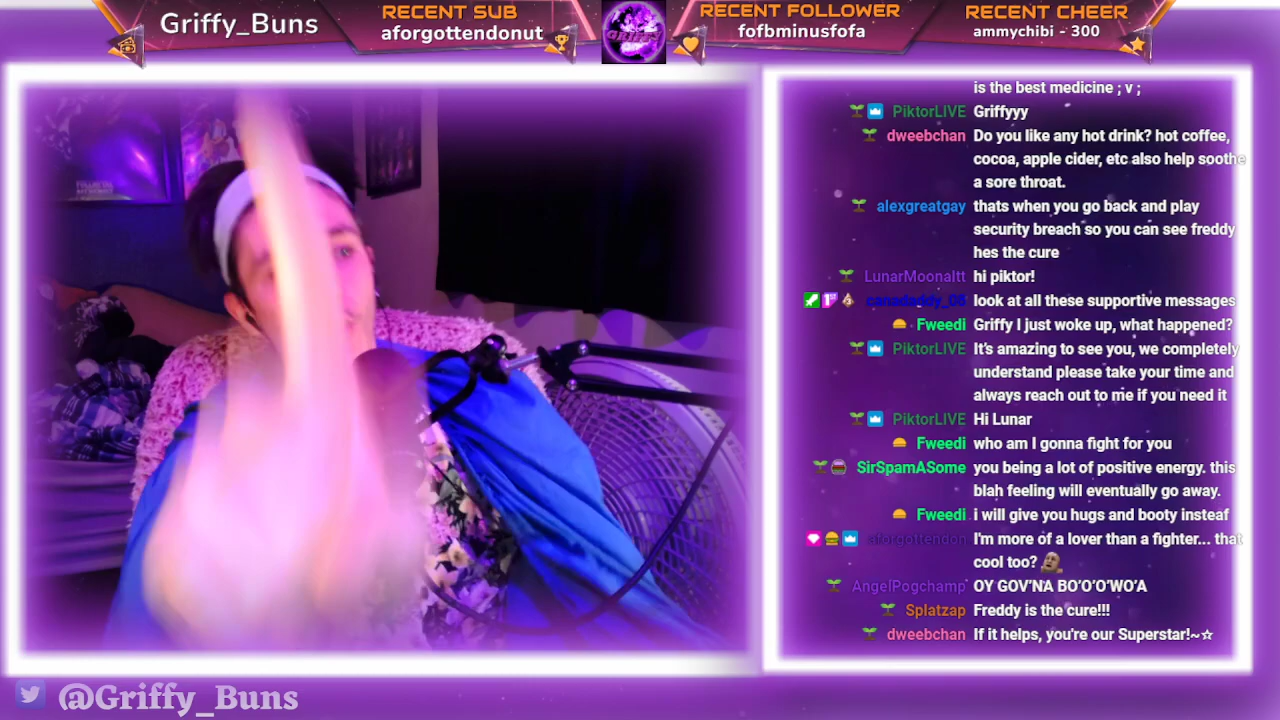 Griffy_Buns
RECENT SUB
aforgottendonut
GRIFFY
RECENT FOLLOWER
fofbminusfofa
RECENT CHEER
ammychibi - 300
is the best medicine ; v ;
PiktorLIVE Griffyyy
dweebchan Do you like any hot drink? hot coffee,
cocoa, apple cider, etc also help soothe
a sore throat.
alexgreatgay thats when you go back and play
security breach so you can see freddy
hes the cure
LunarMoonaltt hi piktor!
canadaddy_06 look at all these supportive messages
Fweedi Griffy I just woke up, what happened?
PiktorLIVE It's amazing to see you, we completely
understand please take your time and
always reach out to me if you need it
PiktorLIVE Hi Lunar
Fweedi who am I gonna fight for you
SirSpamASome you being a lot of positive energy. this
blah feeling will eventually go away.
Fweedi i will give you hugs and booty insteaf
aforgottendon I'm more of a lover than a fighter... that
cool too?
AngelPogchamp OY GOV'NA BO'O'O'WO'A
Splatzap Freddy is the cure!!!
dweebchan If it helps, you're our Superstar!~☆
@Griffy_Buns